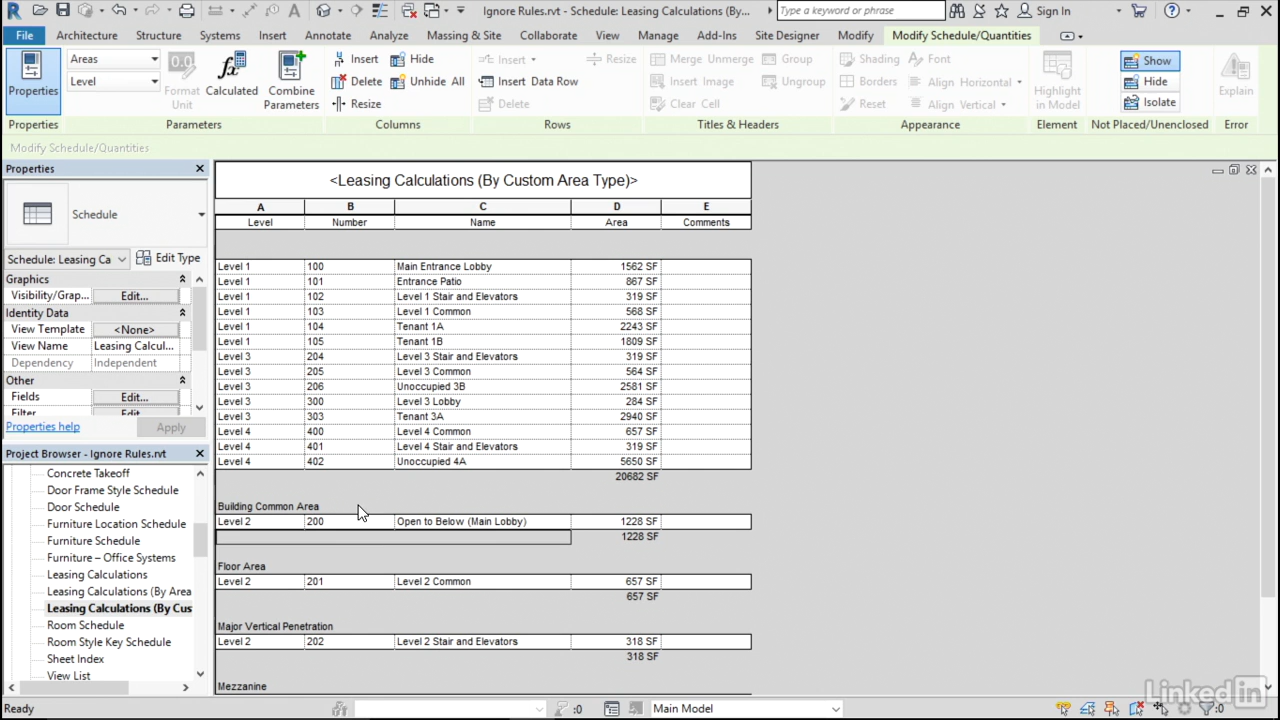 Ignore Rules.rvt - Schedule: Leasing Calculations (By...
Type a keyword or phrase
Sign In
File Architecture Structure Systems Insert Annotate Analyze Massing & Site Collaborate View Manage Add-Ins Site Designer Modify Modify Schedule/Quantities
Properties
Areas
Level
Format Unit
Calculated
Combine Parameters
Insert
Delete
Resize
Hide
Unhide All
Insert
Insert Data Row
Delete
Resize
Merge Unmerge
Insert Image
Clear Cell
Group
Ungroup
Shading
Borders
Reset
Font
Align Horizontal
Align Vertical
Highlight in Model
Show
Hide
Isolate
Explain
Properties Parameters Columns Rows Titles & Headers Appearance Element Not Placed/Unenclosed Error
Modify Schedule/Quantities
Properties
Schedule
Schedule: Leasing Ca
Edit Type
Graphics
Visibility/Grap... Edit...
Identity Data
View Template <None>
View Name Leasing Calcul...
Dependency Independent
Other
Fields Edit...
Filter Edit
Properties help Apply
Project Browser - Ignore Rules.rvt
Concrete Takeoff
Door Frame Style Schedule
Door Schedule
Furniture Location Schedule
Furniture Schedule
Furniture – Office Systems
Leasing Calculations
Leasing Calculations (By Area
Leasing Calculations (By Cus
Room Schedule
Room Style Key Schedule
Sheet Index
View List
<Leasing Calculations (By Custom Area Type)>
A B C D E
Level Number Name Area Comments
Level 1 100 Main Entrance Lobby 1562 SF
Level 1 101 Entrance Patio 867 SF
Level 1 102 Level 1 Stair and Elevators 319 SF
Level 1 103 Level 1 Common 568 SF
Level 1 104 Tenant 1A 2243 SF
Level 1 105 Tenant 1B 1809 SF
Level 3 204 Level 3 Stair and Elevators 319 SF
Level 3 205 Level 3 Common 564 SF
Level 3 206 Unoccupied 3B 2581 SF
Level 3 300 Level 3 Lobby 284 SF
Level 3 303 Tenant 3A 2940 SF
Level 4 400 Level 4 Common 657 SF
Level 4 401 Level 4 Stair and Elevators 319 SF
Level 4 402 Unoccupied 4A 5650 SF
20682 SF
Building Common Area
Level 2 200 Open to Below (Main Lobby) 1228 SF
1228 SF
Floor Area
Level 2 201 Level 2 Common 657 SF
657 SF
Major Vertical Penetration
Level 2 202 Level 2 Stair and Elevators 318 SF
318 SF
Mezzanine
Ready
:0
Main Model
:0
LinkedIn